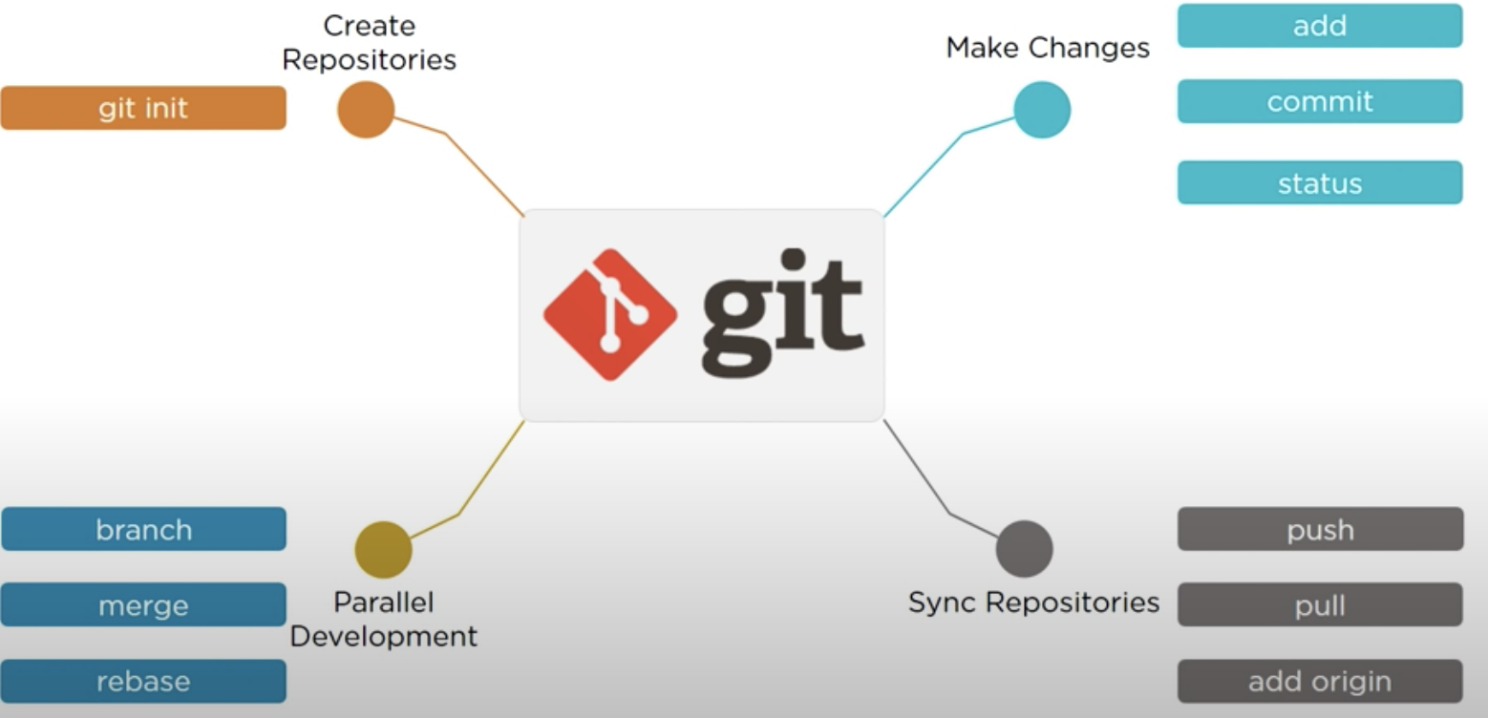 Create
Repositories
git init
Make Changes
add
commit
status
git
branch
merge
rebase
Parallel
Development
Sync Repositories
push
pull
add origin